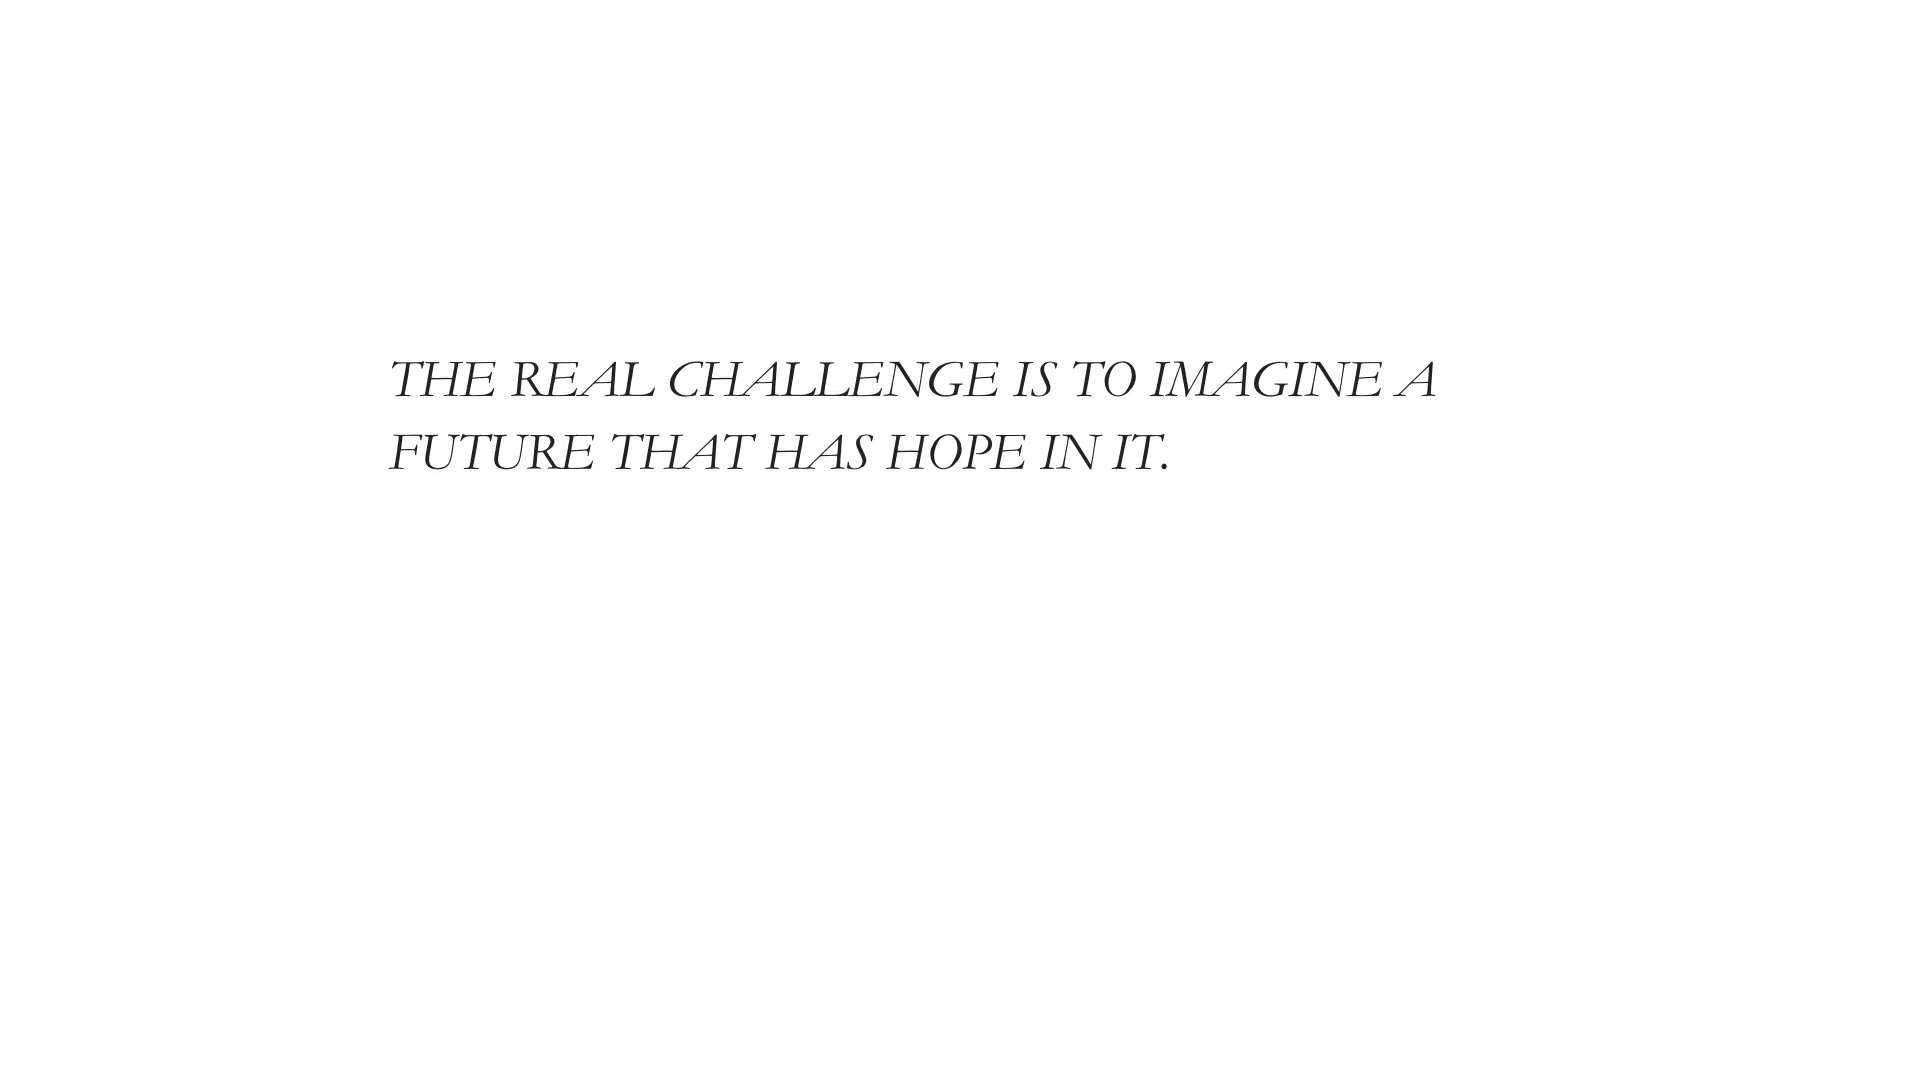 THE REAL CHALLENGE IS TO IMAGINE A
FUTURE THAT HAS HOPE IN IT.